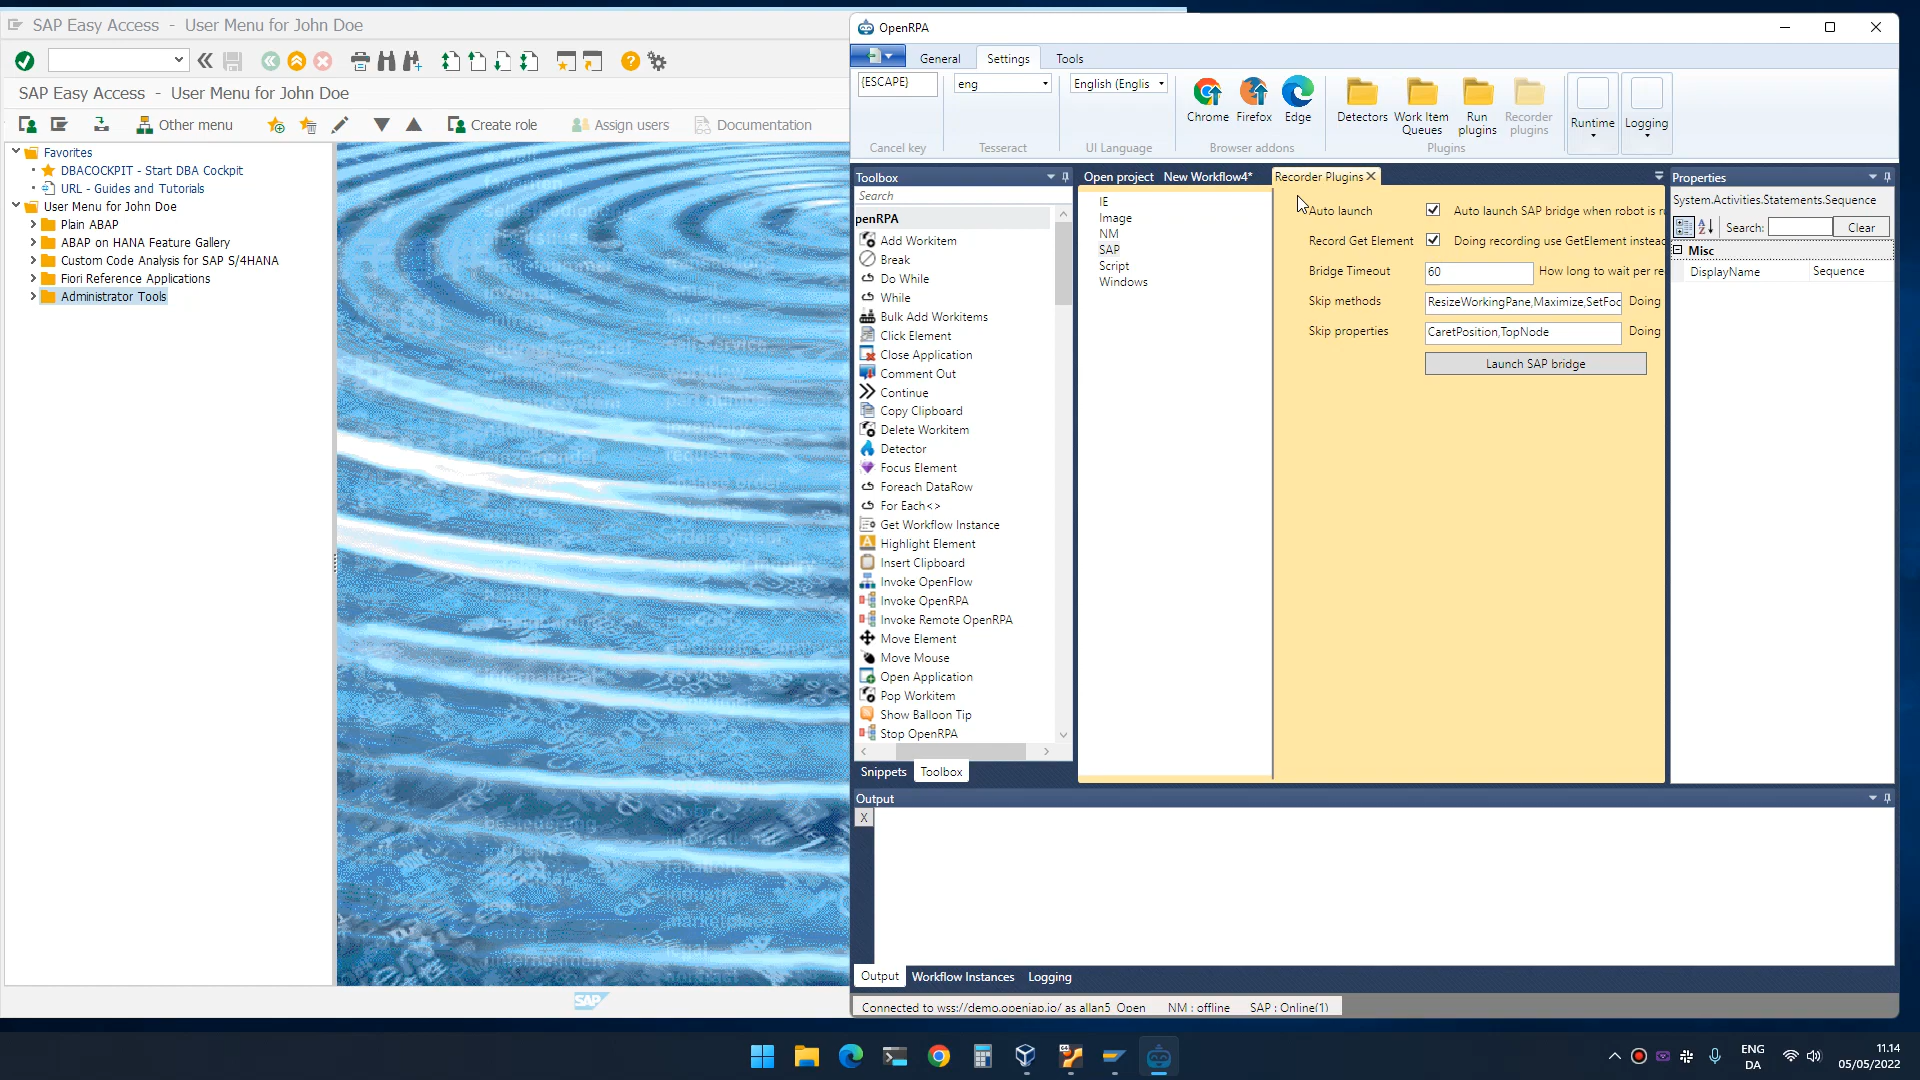 SAP Easy Access - User Menu for John Doe
SAP Easy Access - User Menu for John Doe
Other menu
Create role
Assign users
Documentation
Favorites
DBACOCKPIT - Start DBA Cockpit
URL - Guides and Tutorials
User Menu for John Doe
Plain ABAP
ABAP on HANA Feature Gallery
Custom Code Analysis for SAP S/4HANA
Fiori Reference Applications
Administrator Tools
SAP
OpenRPA
General
Settings
Tools
{ESCAPE}
Cancel key
eng
Tesseract
English (Englis
UI Language
Chrome
Firefox
Edge
Browser addons
Detectors
Work Item
Queues
Run
plugins
Recorder
plugins
Plugins
Runtime
Logging
Toolbox
Search
penRPA
Add Workitem
Break
Do While
While
Bulk Add Workitems
Click Element
Close Application
Comment Out
Continue
Copy Clipboard
Delete Workitem
Detector
Focus Element
Foreach DataRow
For Each<>
Get Workflow Instance
Highlight Element
Insert Clipboard
Invoke OpenFlow
Invoke OpenRPA
Invoke Remote OpenRPA
Move Element
Move Mouse
Open Application
Pop Workitem
Show Balloon Tip
Stop OpenRPA
Snippets
Toolbox
Open project
New Workflow4*
Recorder Plugins
IE
Image
NM
SAP
Script
Windows
Auto launch
Auto launch SAP bridge when robot is r
Record Get Element
Doing recording use GetElement instead
Bridge Timeout
60
How long to wait per re
Skip methods
ResizeWorkingPane,Maximize,SetFoc
Doing
Skip properties
CaretPosition,TopNode
Doing
Launch SAP bridge
Properties
System.Activities.Statements.Sequence
Search:
Clear
Misc
DisplayName
Sequence
Output
X
Output
Workflow Instances
Logging
Connected to wss://demo.openiap.io/ as allan5 Open
NM : offline
SAP : Online(1)
ENG
DA
11.14
05/05/2022